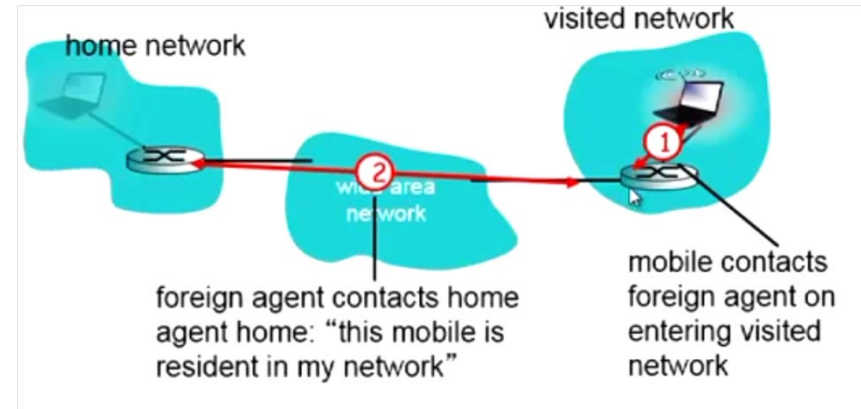 home network
visited network
1
2
wide area
network
foreign agent contacts home
agent home: “this mobile is
resident in my network”
mobile contacts
foreign agent on
entering visited
network